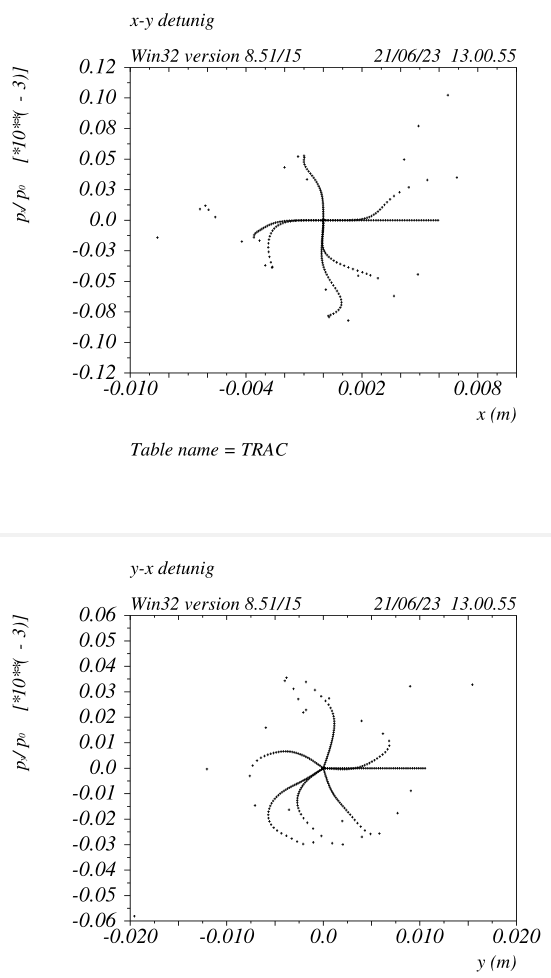 x-y detunig
Win32 version 8.51/15 21/06/23 13.00.55
0.12
0.10
0.08
0.05
0.03
0.0
-0.03
-0.05
-0.08
-0.10
-0.12
-0.010 -0.004 0.002 0.008
x (m)
[*10**( - 3)]
Table name = TRAC
y-x detunig
Win32 version 8.51/15 21/06/23 13.00.55
0.06
0.05
0.04
0.03
0.02
0.01
0.0
-0.01
-0.02
-0.03
-0.04
-0.05
-0.06
-0.020 -0.010 0.0 0.010 0.020
y (m)
[*10**( - 3)]